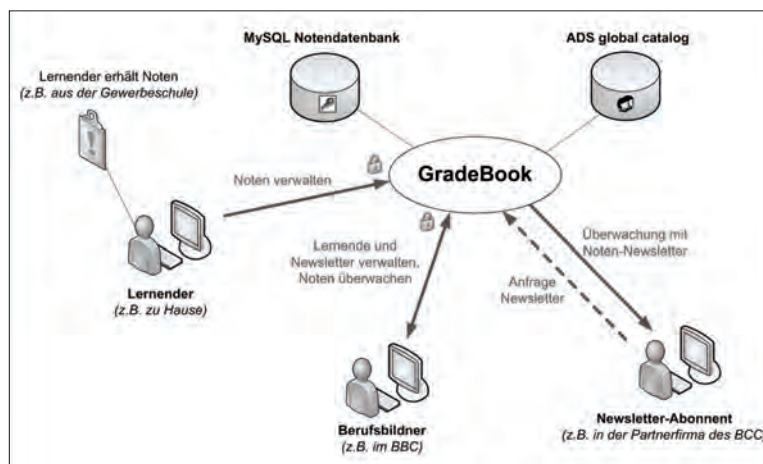 MySQL Notendatenbank
ADS global catalog
Lernender erhält Noten
(z.B. aus der Gewerbeschule)
GradeBook
Noten verwalten
Lernende und
Newsletter verwalten,
Noten überwachen
Überwachung mit
Noten-Newsletter
Anfrage
Newsletter
Lernender
(z.B. zu Hause)
Berufsbildner
(z.B. im BBC)
Newsletter-Abonnent
(z.B. in der Partnerfirma des BCC)